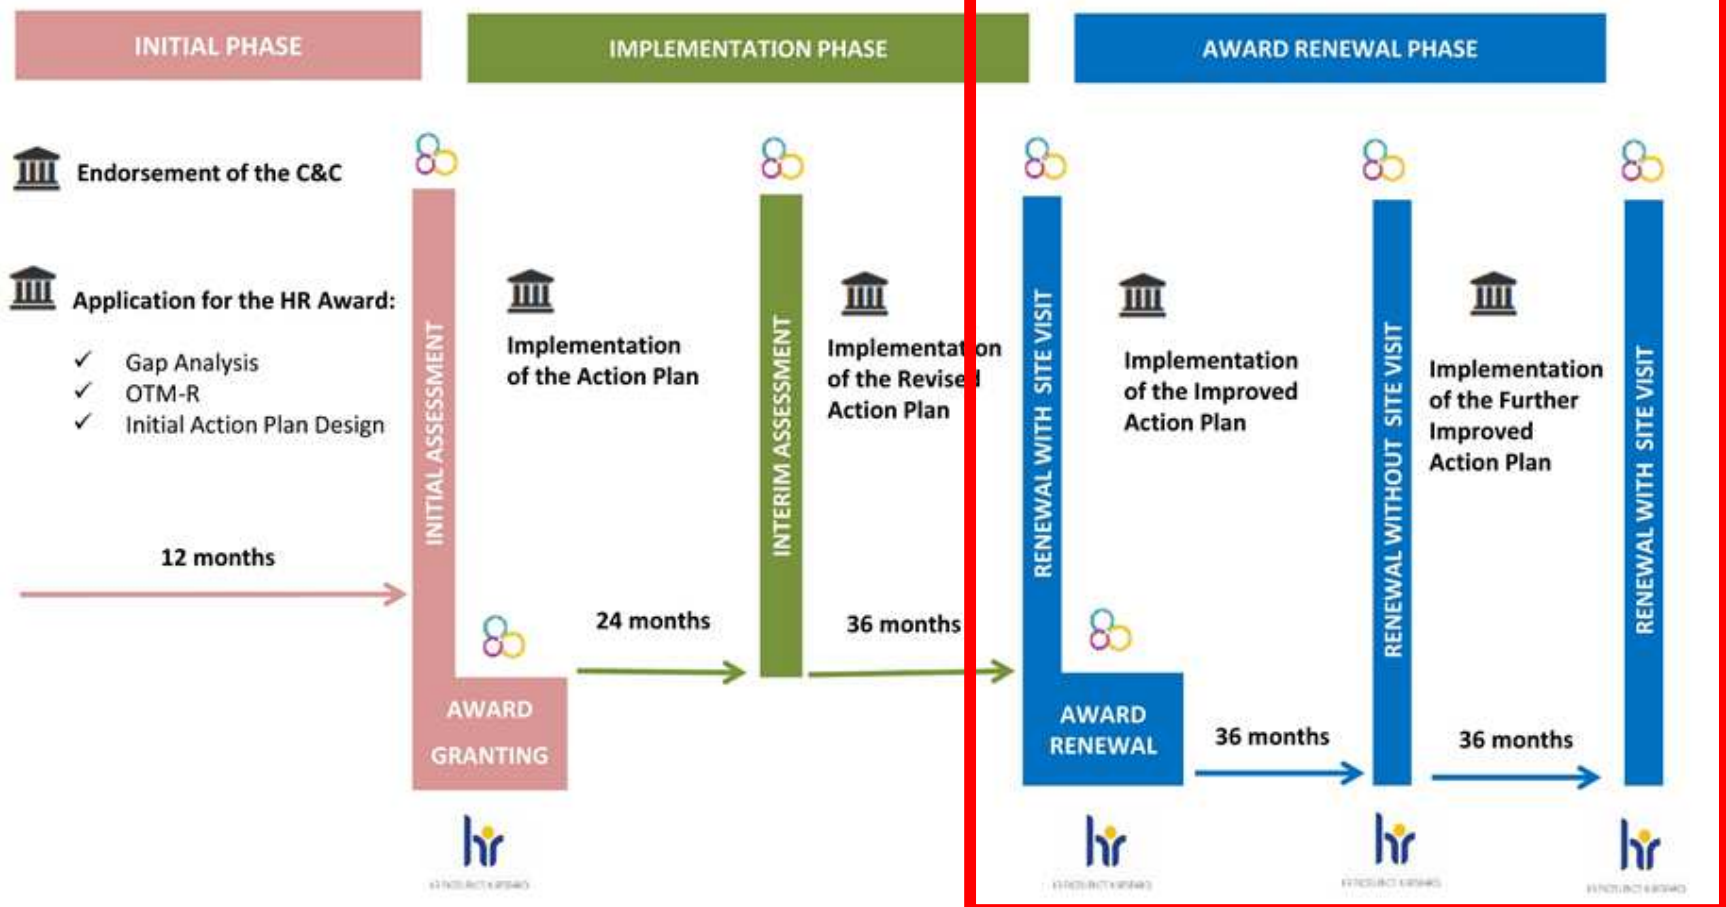 INITIAL PHASE
IMPLEMENTATION PHASE
AWARD RENEWAL PHASE
Endorsement of the C&C
Application for the HR Award:
✓ Gap Analysis
✓ OTM-R
✓ Initial Action Plan Design
12 months
INITIAL ASSESSMENT
AWARD
GRANTING
hr
Implementation
of the Action Plan
24 months
INTERIM ASSESSMENT
Implementation
of the Revised
Action Plan
36 months
RENEWAL WITH SITE VISIT
AWARD
RENEWAL
hr
Implementation
of the Improved
Action Plan
36 months
RENEWAL WITHOUT SITE VISIT
hr
Implementation
of the Further
Improved
Action Plan
36 months
RENEWAL WITH SITE VISIT
hr